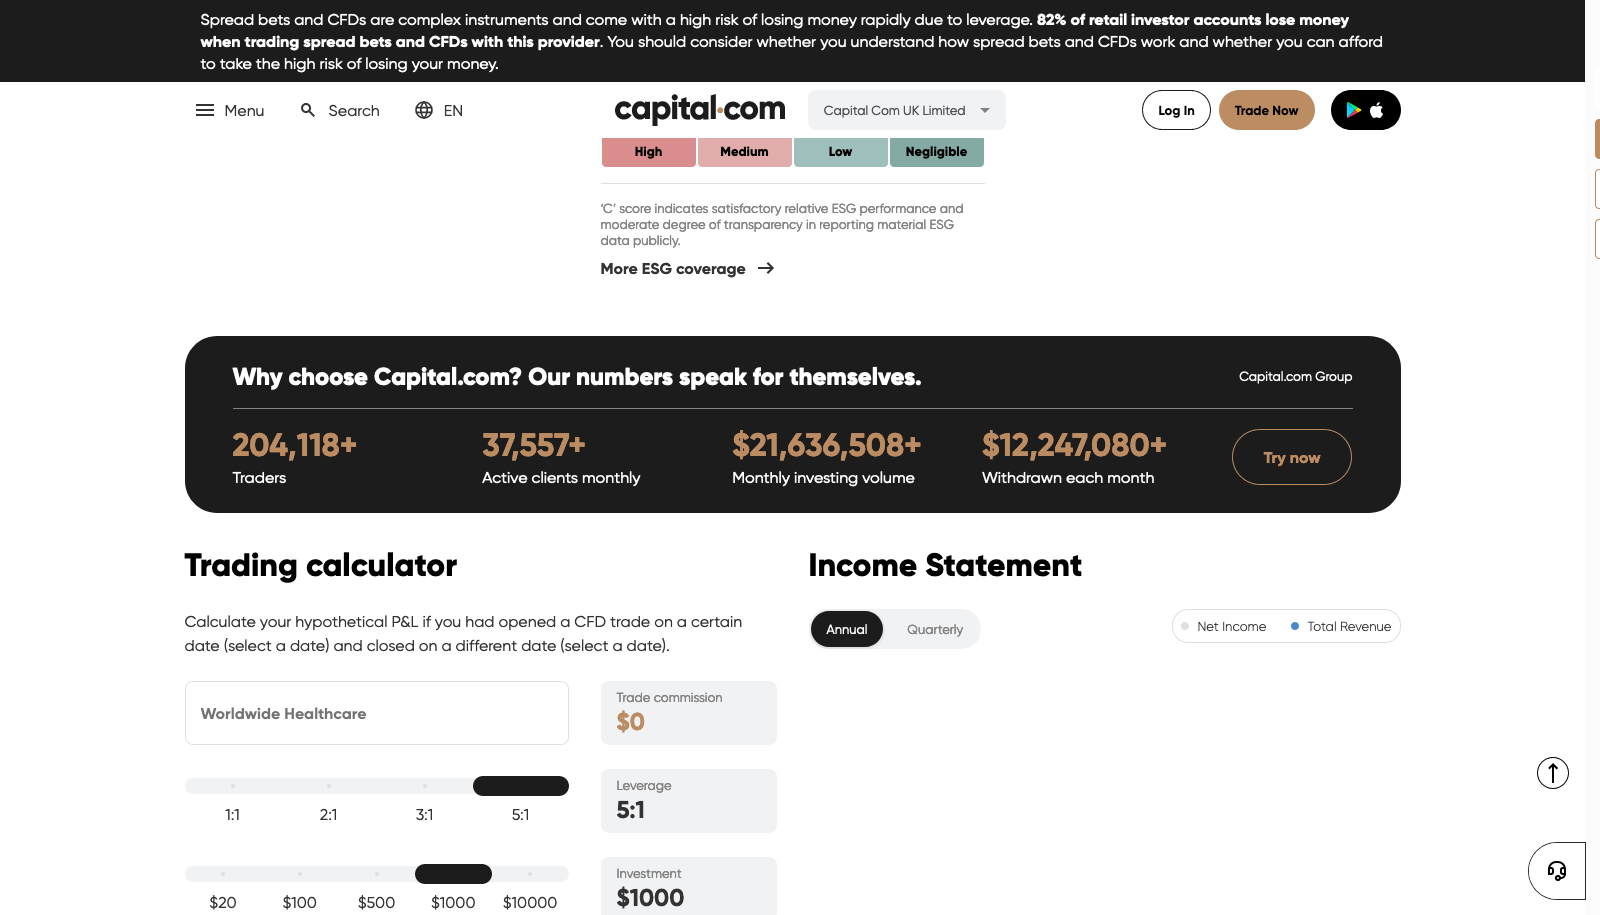 Spread bets and CFDs are complex instruments and come with a high risk of losing money rapidly due to leverage. 82% of retail investor accounts lose money
when trading spread bets and CFDs with this provider. You should consider whether you understand how spread bets and CFDs work and whether you can afford
to take the high risk of losing your money.
Menu
Search
EN
capital.com
Capital Com UK Limited
Log In
Trade Now
High
Medium
Low
Negligible
‘C’ score indicates satisfactory relative ESG performance and
moderate degree of transparency in reporting material ESG
data publicly.
More ESG coverage
Why choose Capital.com? Our numbers speak for themselves.
Capital.com Group
204,118+
Traders
37,557+
Active clients monthly
$21,636,508+
Monthly investing volume
$12,247,080+
Withdrawn each month
Try now
Trading calculator
Calculate your hypothetical P&L if you had opened a CFD trade on a certain
date (select a date) and closed on a different date (select a date).
Worldwide Healthcare
Trade commission
$0
1:1
2:1
3:1
5:1
Leverage
5:1
$20
$100
$500
$1000
$10000
Investment
$1000
Income Statement
Annual
Quarterly
Net Income
Total Revenue